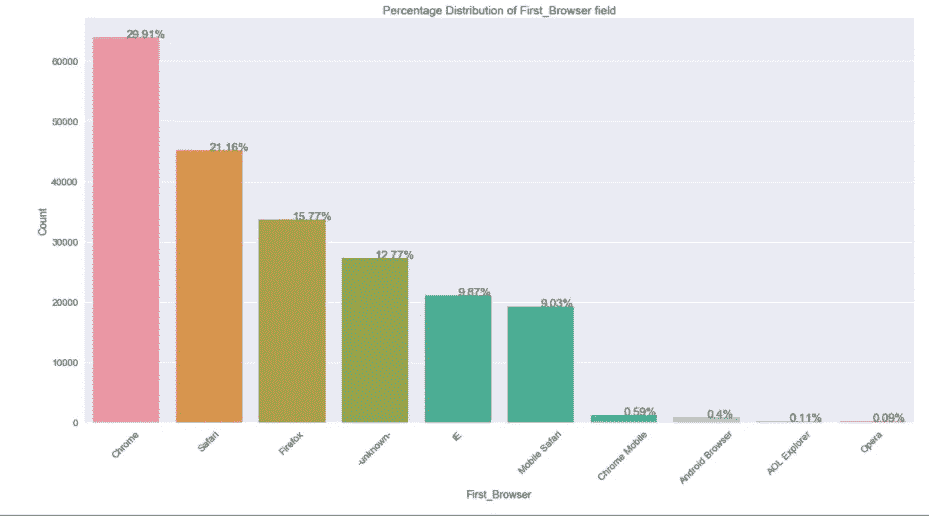 Percentage Distribution of First_Browser field
29.91%
60000
50000
21.16%
40000
Count
15.77%
30000
12.77%
9.87%
20000
9.03%
10000
0.59%
0.4%
0.11%
0.09%
0
Chrome
Safari
Firefox
-unknown-
IE
Mobile Safari
Chrome Mobile
Android Browser
AOL Explorer
Opera
First_Browser